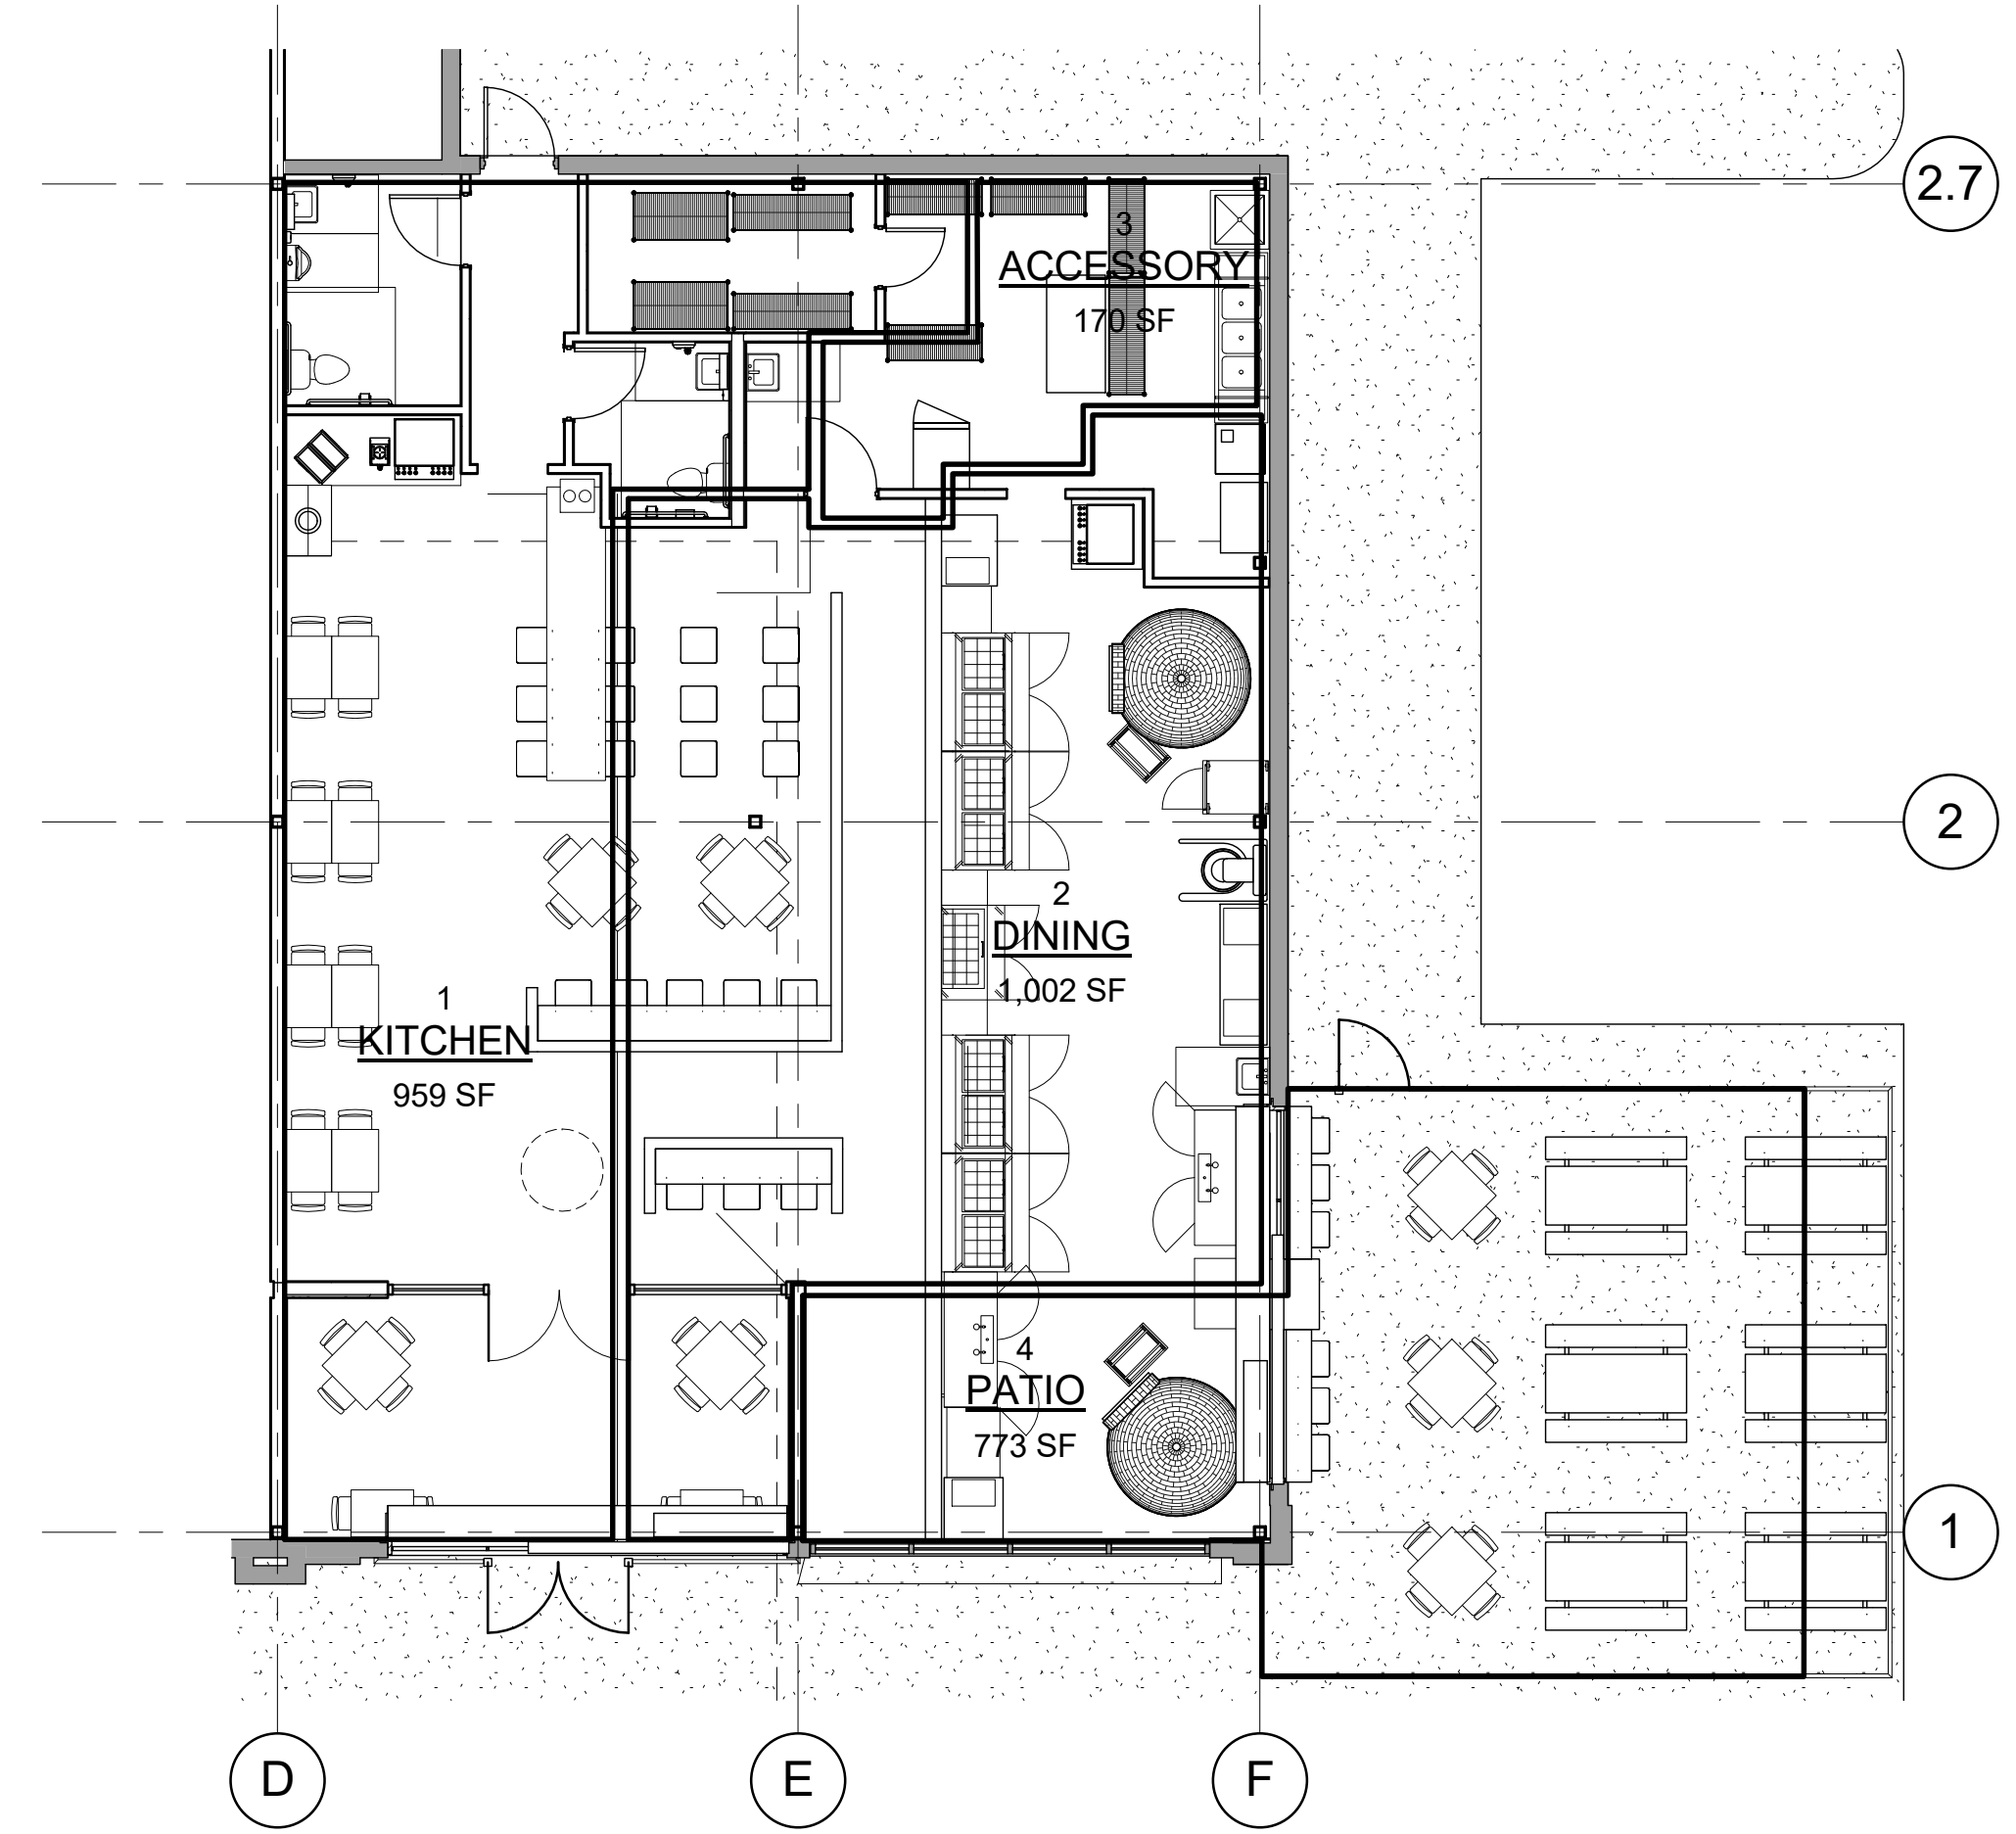 2.7
3
ACCESSORY
170 SF
2
2
DINING
1,002 SF
1
KITCHEN
959 SF
4
PATIO
773 SF
1
D
E
F